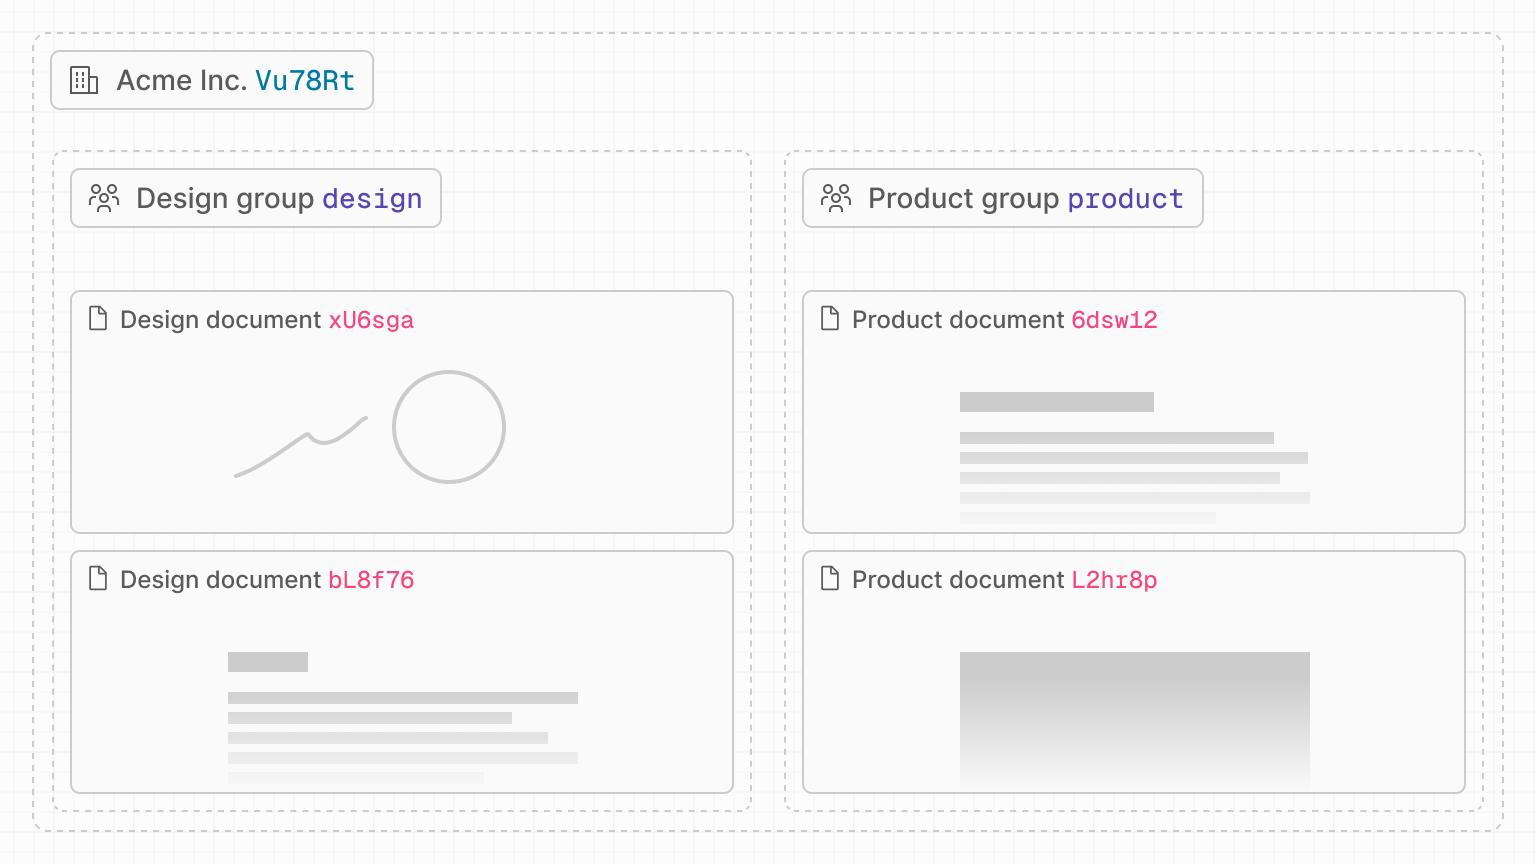 Acme Inc. Vu78Rt
Design group design
Design document xU6sga
Design document bL8f76
Product group product
Product document 6dsw12
Product document L2hr8p